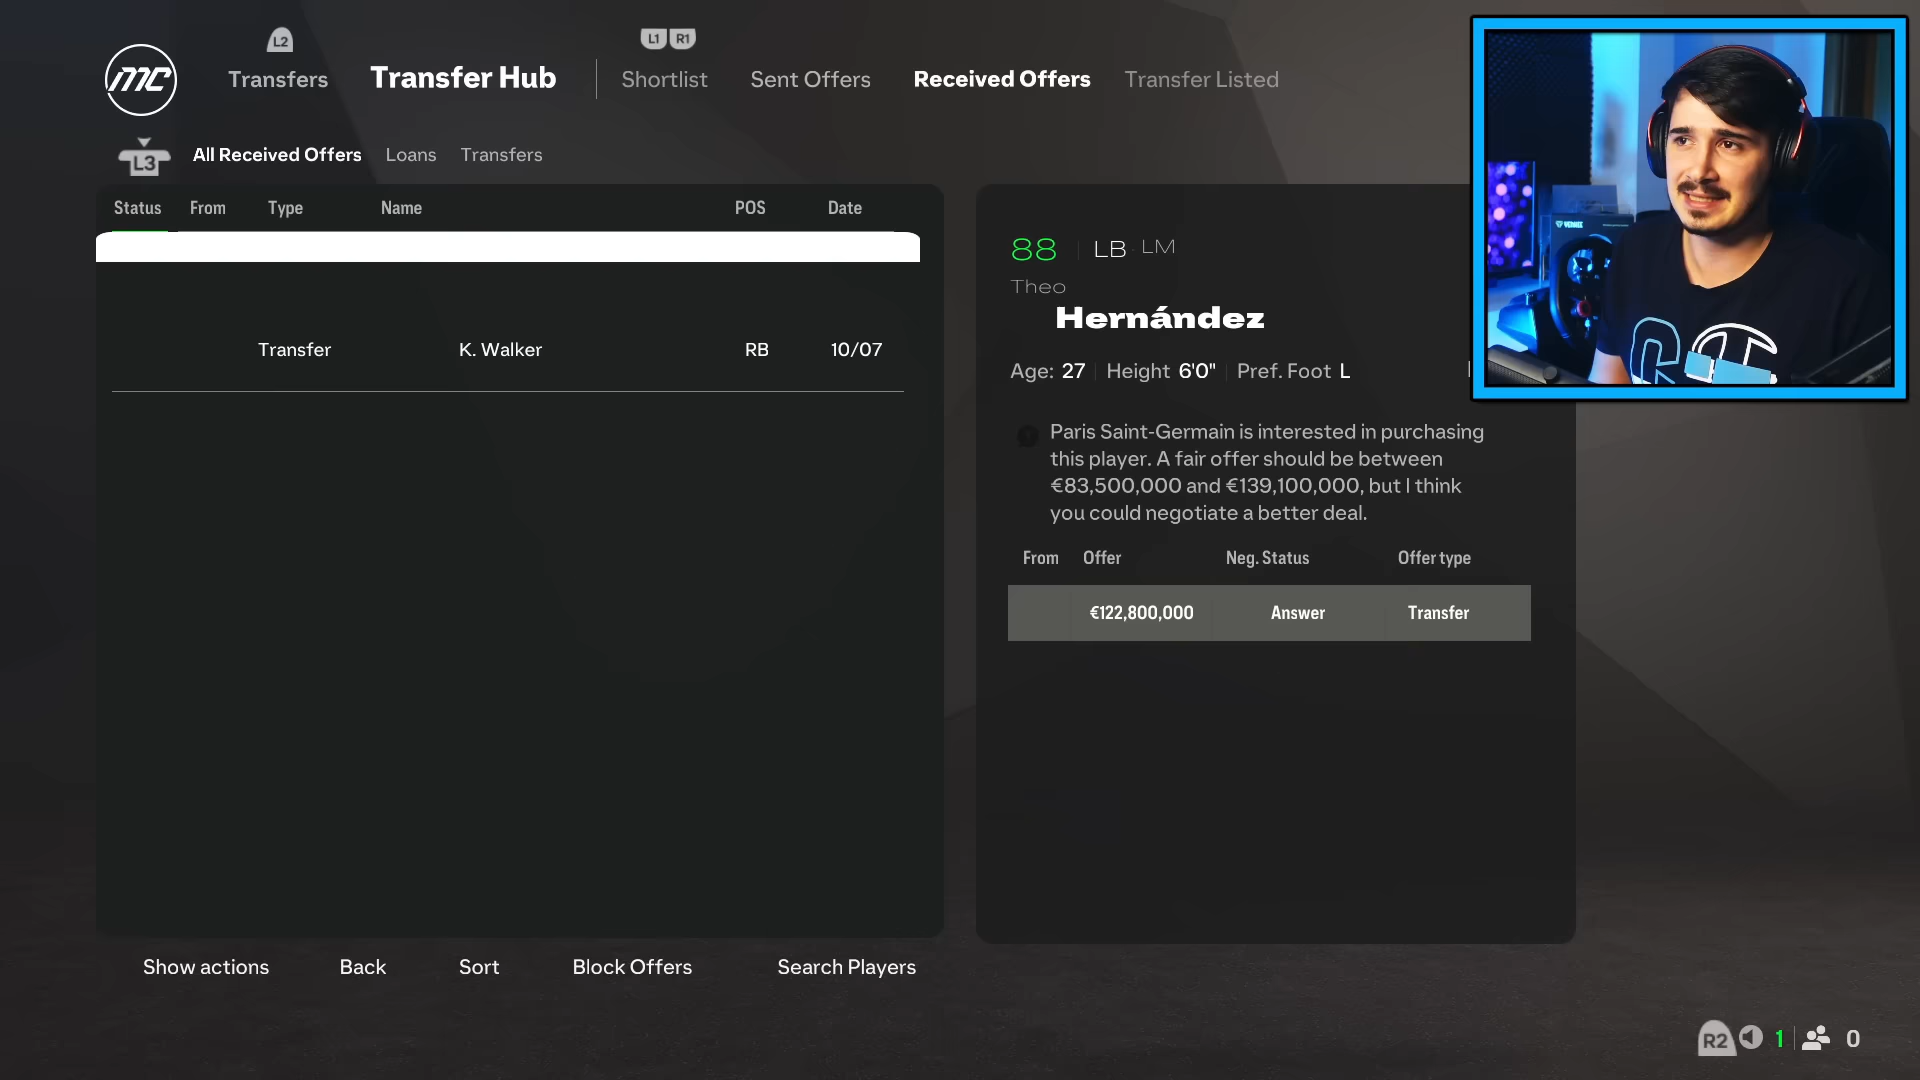 L2
L1 R1
MC Transfers Transfer Hub Shortlist Sent Offers Received Offers Transfer Listed
L3 All Received Offers Loans Transfers
Status From Type Name POS Date
Transfer K. Walker RB 10/07
88 LB LM
Theo
Hernández
Age: 27 Height 6'0" Pref. Foot L
Paris Saint-Germain is interested in purchasing
this player. A fair offer should be between
€83,500,000 and €139,100,000, but I think
you could negotiate a better deal.
From Offer Neg. Status Offer type
€122,800,000 Answer Transfer
Show actions Back Sort Block Offers Search Players
R2 1 0